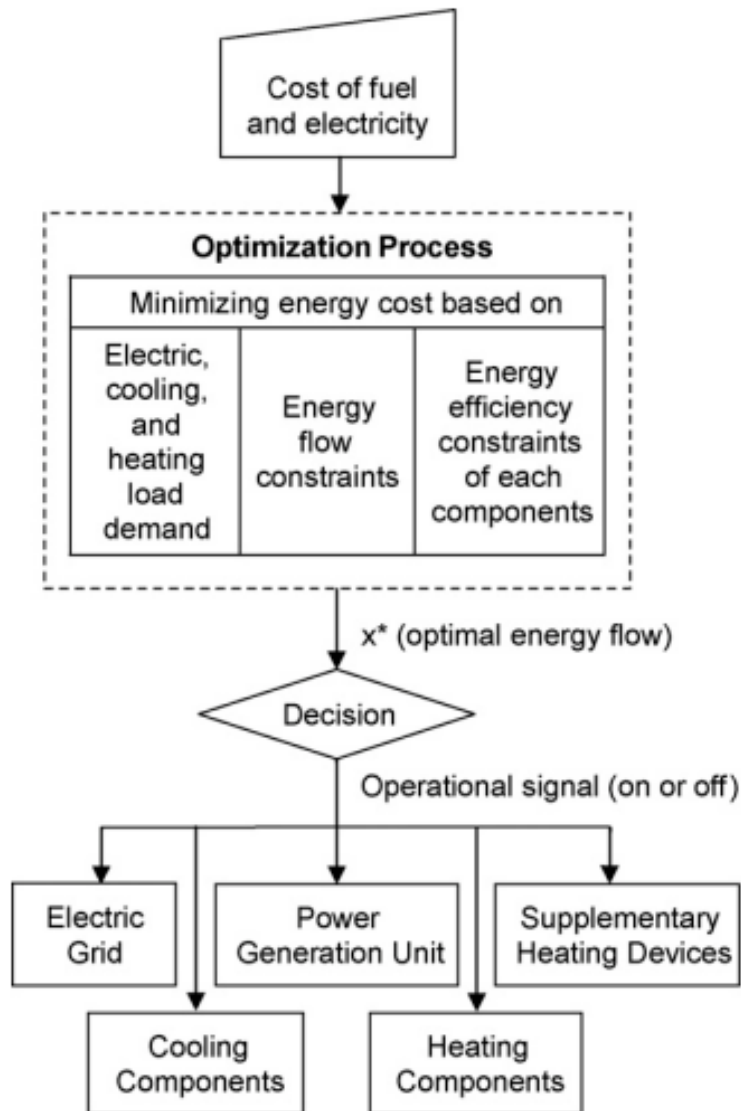 Cost of fuel
and electricity
Optimization Process
Minimizing energy cost based on
Electric,
cooling,
and
heating
load
demand
Energy
flow
constraints
Energy
efficiency
constraints
of each
components
x* (optimal energy flow)
Decision
Operational signal (on or off)
Electric
Grid
Power
Generation Unit
Supplementary
Heating Devices
Cooling
Components
Heating
Components